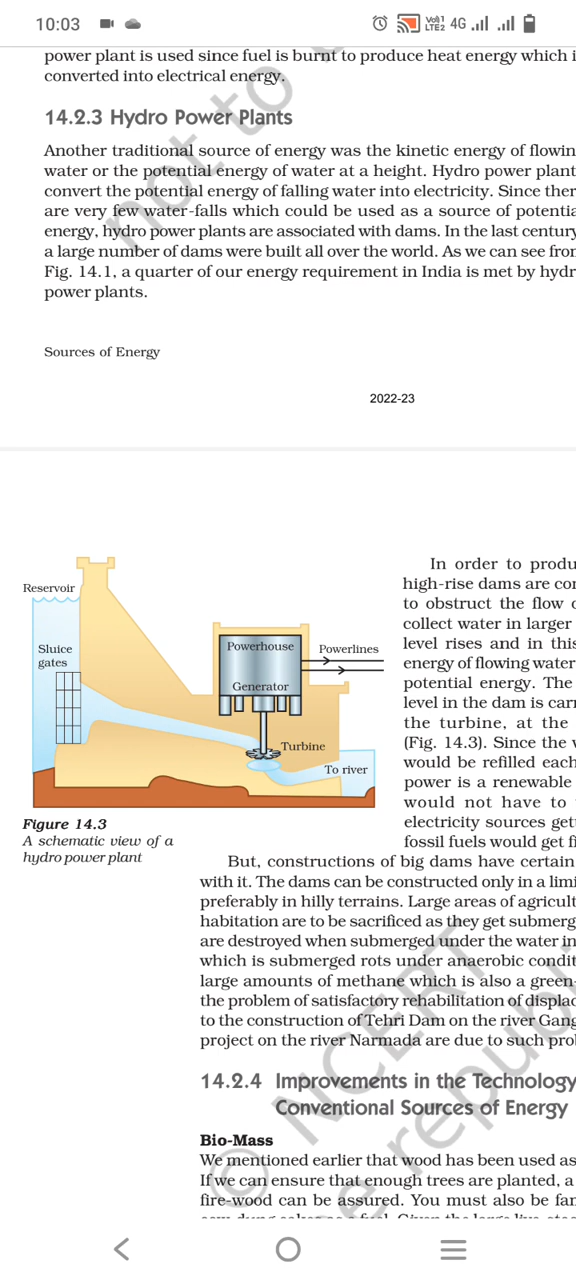 10:03
Vo)) 1
LTE2 4G
power plant is used since fuel is burnt to produce heat energy which i
converted into electrical energy.
14.2.3 Hydro Power Plants
Another traditional source of energy was the kinetic energy of flowin
water or the potential energy of water at a height. Hydro power plant
convert the potential energy of falling water into electricity. Since ther
are very few water-falls which could be used as a source of potentia
energy, hydro power plants are associated with dams. In the last century
a large number of dams were built all over the world. As we can see fron
Fig. 14.1, a quarter of our energy requirement in India is met by hydr
power plants.
not to
Sources of Energy
2022-23
Reservoir
Sluice
gates
Powerhouse
Powerlines
Generator
Turbine
To river
Figure 14.3
A schematic view of a
hydro power plant
In order to produ
high-rise dams are con
to obstruct the flow o
collect water in larger
level rises and in this
energy of flowing water
potential energy. The
level in the dam is carr
the turbine, at the
(Fig. 14.3). Since the w
would be refilled each
power is a renewable
would not have to
electricity sources gett
fossil fuels would get fi
But, constructions of big dams have certain
with it. The dams can be constructed only in a limi
preferably in hilly terrains. Large areas of agricult
habitation are to be sacrificed as they get submerg
are destroyed when submerged under the water in
which is submerged rots under anaerobic condit
large amounts of methane which is also a green-
the problem of satisfactory rehabilitation of displac
to the construction of Tehri Dam on the river Gang
project on the river Narmada are due to such pro
14.2.4 Improvements in the Technology
Conventional Sources of Energy
Bio-Mass
We mentioned earlier that wood has been used as
If we can ensure that enough trees are planted, a
fire-wood can be assured. You must also be fam
© NCERT
e republi